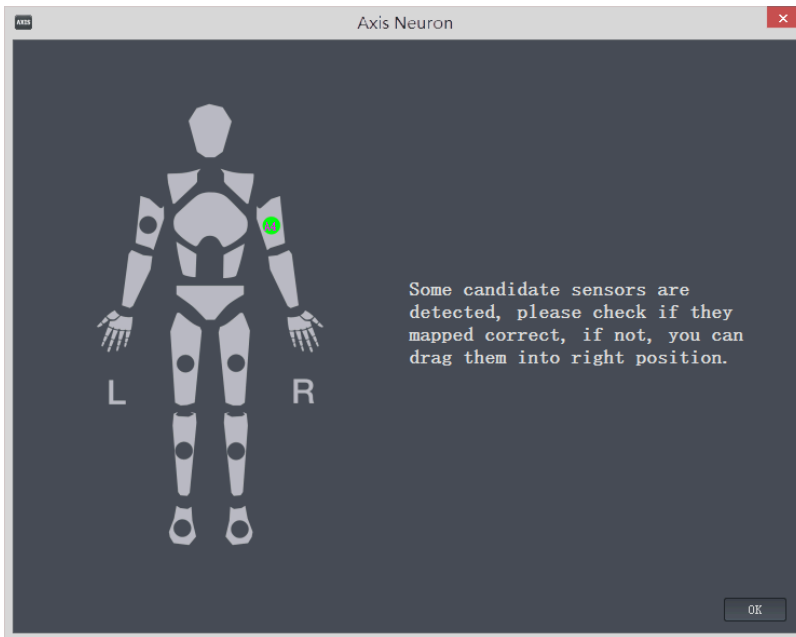 AXIS
Axis Neuron
Some candidate sensors are
detected, please check if they
mapped correct, if not, you can
drag them into right position.
L
R
OK